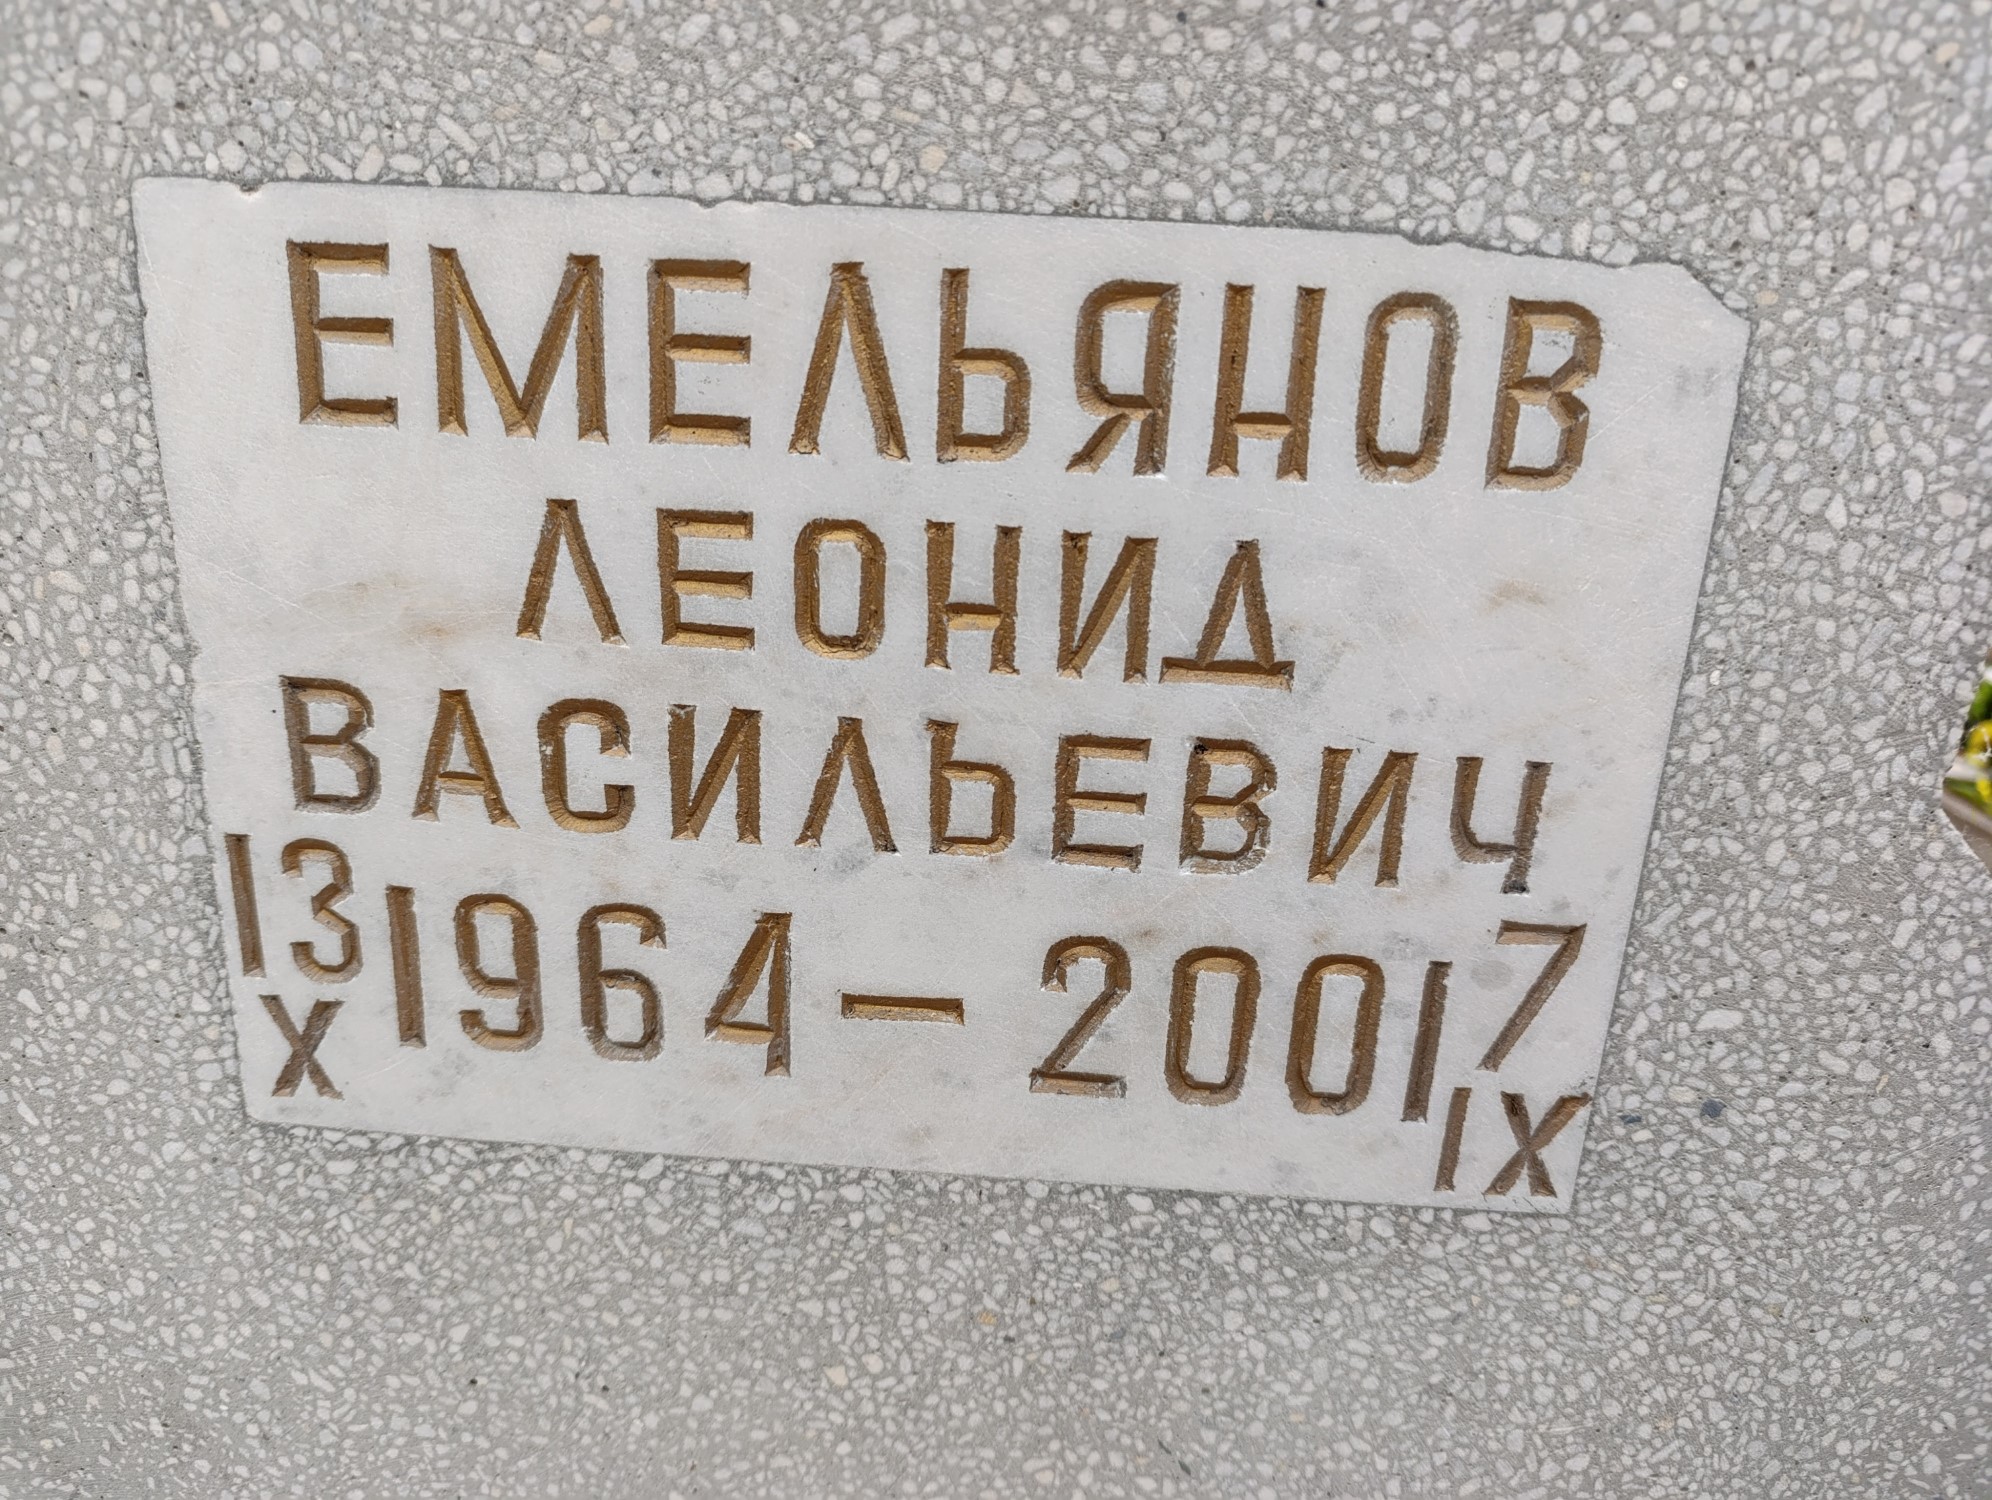 ЕМЕЛЬЯНОВ
ЛЕОНИД
ВАСИЛЬЕВИЧ
13 1964 — 2001 7
X IX